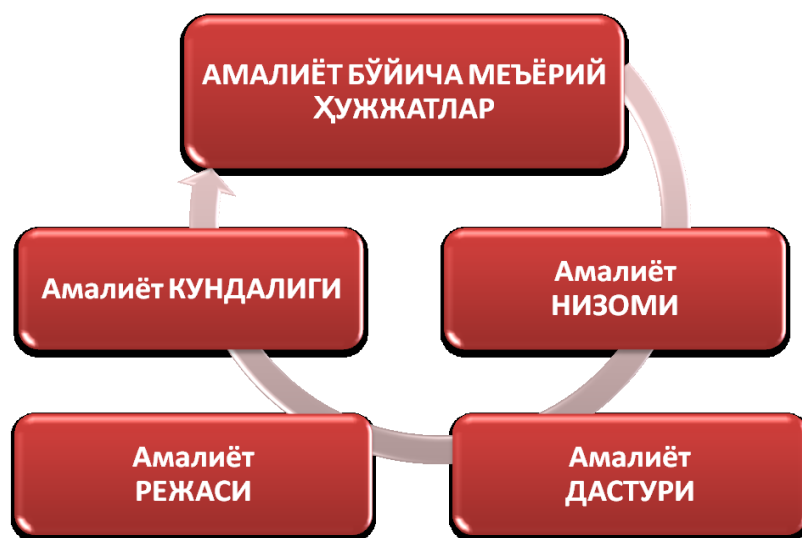 АМАЛИЁТ БЎЙИЧА МЕЪЁРИЙ
ҲУЖЖАТЛАР
Амалиёт КУНДАЛИГИ
Амалиёт
НИЗОМИ
Амалиёт
РЕЖАСИ
Амалиёт
ДАСТУРИ